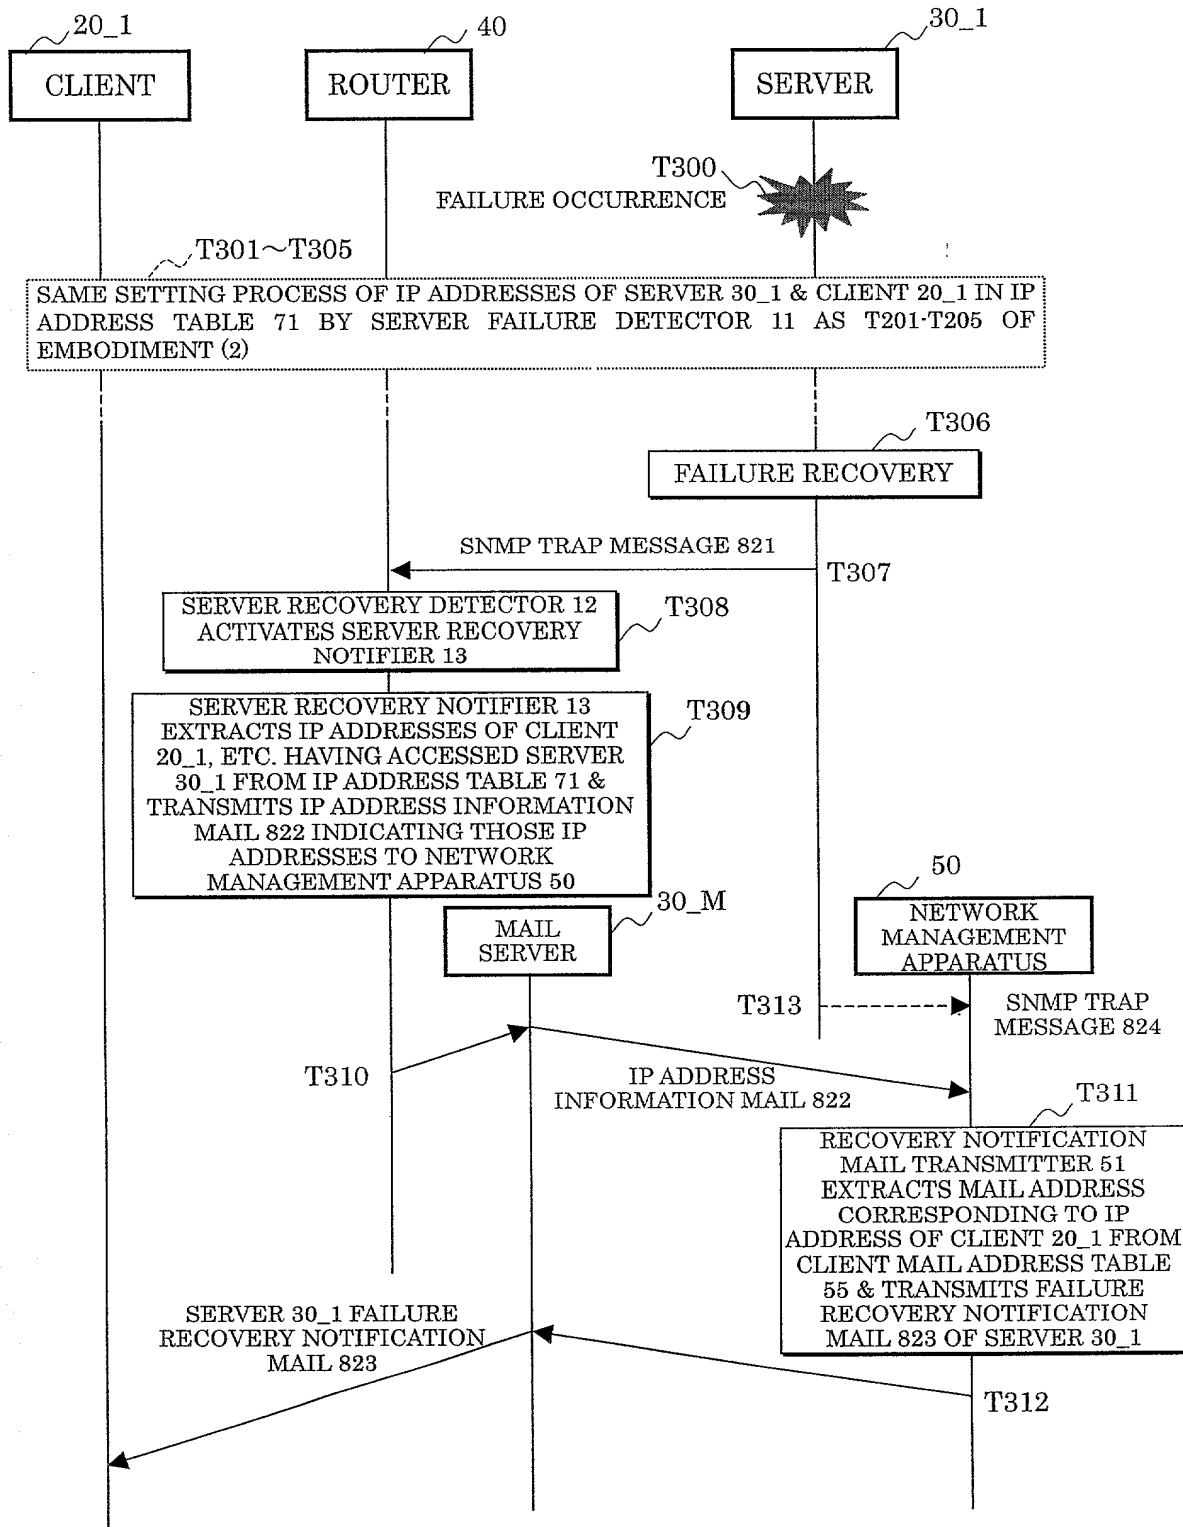 20_1
40
30_1
CLIENT
ROUTER
SERVER
T300
FAILURE OCCURRENCE
T301～T305
SAME SETTING PROCESS OF IP ADDRESSES OF SERVER 30_1 & CLIENT 20_1 IN IP
ADDRESS TABLE 71 BY SERVER FAILURE DETECTOR 11 AS T201-T205 OF
EMBODIMENT (2)
T306
FAILURE RECOVERY
SNMP TRAP MESSAGE 821
T307
SERVER RECOVERY DETECTOR 12
ACTIVATES SERVER RECOVERY
NOTIFIER 13
T308
SERVER RECOVERY NOTIFIER 13
EXTRACTS IP ADDRESSES OF CLIENT
20_1, ETC. HAVING ACCESSED SERVER
30_1 FROM IP ADDRESS TABLE 71 &
TRANSMITS IP ADDRESS INFORMATION
MAIL 822 INDICATING THOSE IP
ADDRESSES TO NETWORK
MANAGEMENT APPARATUS 50
T309
30_M
MAIL
SERVER
50
NETWORK
MANAGEMENT
APPARATUS
T313
SNMP TRAP
MESSAGE 824
T310
IP ADDRESS
INFORMATION MAIL 822
T311
RECOVERY NOTIFICATION
MAIL TRANSMITTER 51
EXTRACTS MAIL ADDRESS
CORRESPONDING TO IP
ADDRESS OF CLIENT 20_1 FROM
CLIENT MAIL ADDRESS TABLE
55 & TRANSMITS FAILURE
RECOVERY NOTIFICATION
MAIL 823 OF SERVER 30_1
SERVER 30_1 FAILURE
RECOVERY NOTIFICATION
MAIL 823
T312